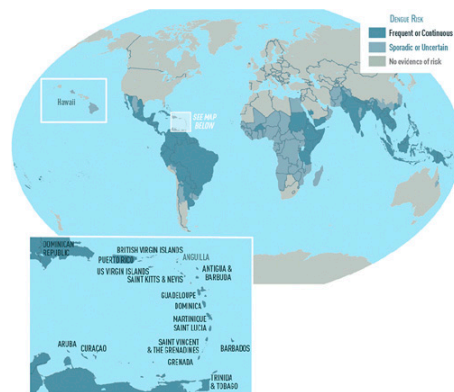 DENGUE RISK
Frequent or Continuous
Sporadic or Uncertain
No evidence of risk
Hawaii
SEE MAP
BELOW
DOMINICAN
REPUBLIC
BRITISH VIRGIN ISLANDS
PUERTO RICO
ANGUILLA
US VIRGIN ISLANDS
SAINT KITTS & NEVIS
ANTIGUA &
BARBUDA
GUADELOUPE
DOMINICA
MARTINIQUE
SAINT LUCIA
ARUBA
CURAÇAO
SAINT VINCENT
& THE GRENADINES
BARBADOS
GRENADA
TRINIDA
& TOBAGO